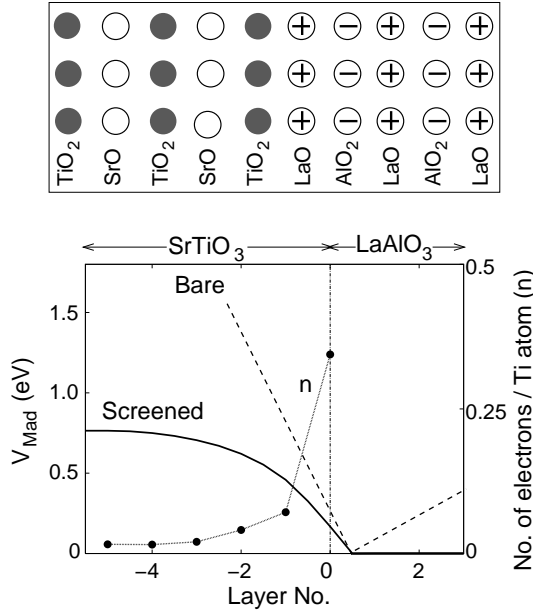 + − + − +
+ − + − +
+ − + − +
TiO₂ SrO TiO₂ SrO TiO₂ LaO AlO₂ LaO AlO₂ LaO
SrTiO₃ LaAlO₃
Bare
n
Screened
V_Mad (eV)
1.5
1.0
0.5
0
No. of electrons / Ti atom (n)
0.5
0.25
0
−4 −2 0 2
Layer No.